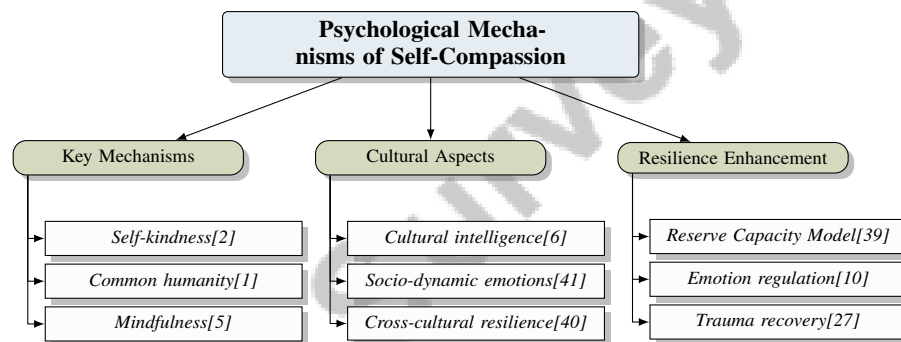 Psychological Mecha-
nisms of Self-Compassion
Key Mechanisms
Cultural Aspects
Resilience Enhancement
Self-kindness[2]
Common humanity[1]
Mindfulness[5]
Cultural intelligence[6]
Socio-dynamic emotions[41]
Cross-cultural resilience[40]
Reserve Capacity Model[39]
Emotion regulation[10]
Trauma recovery[27]
Survey